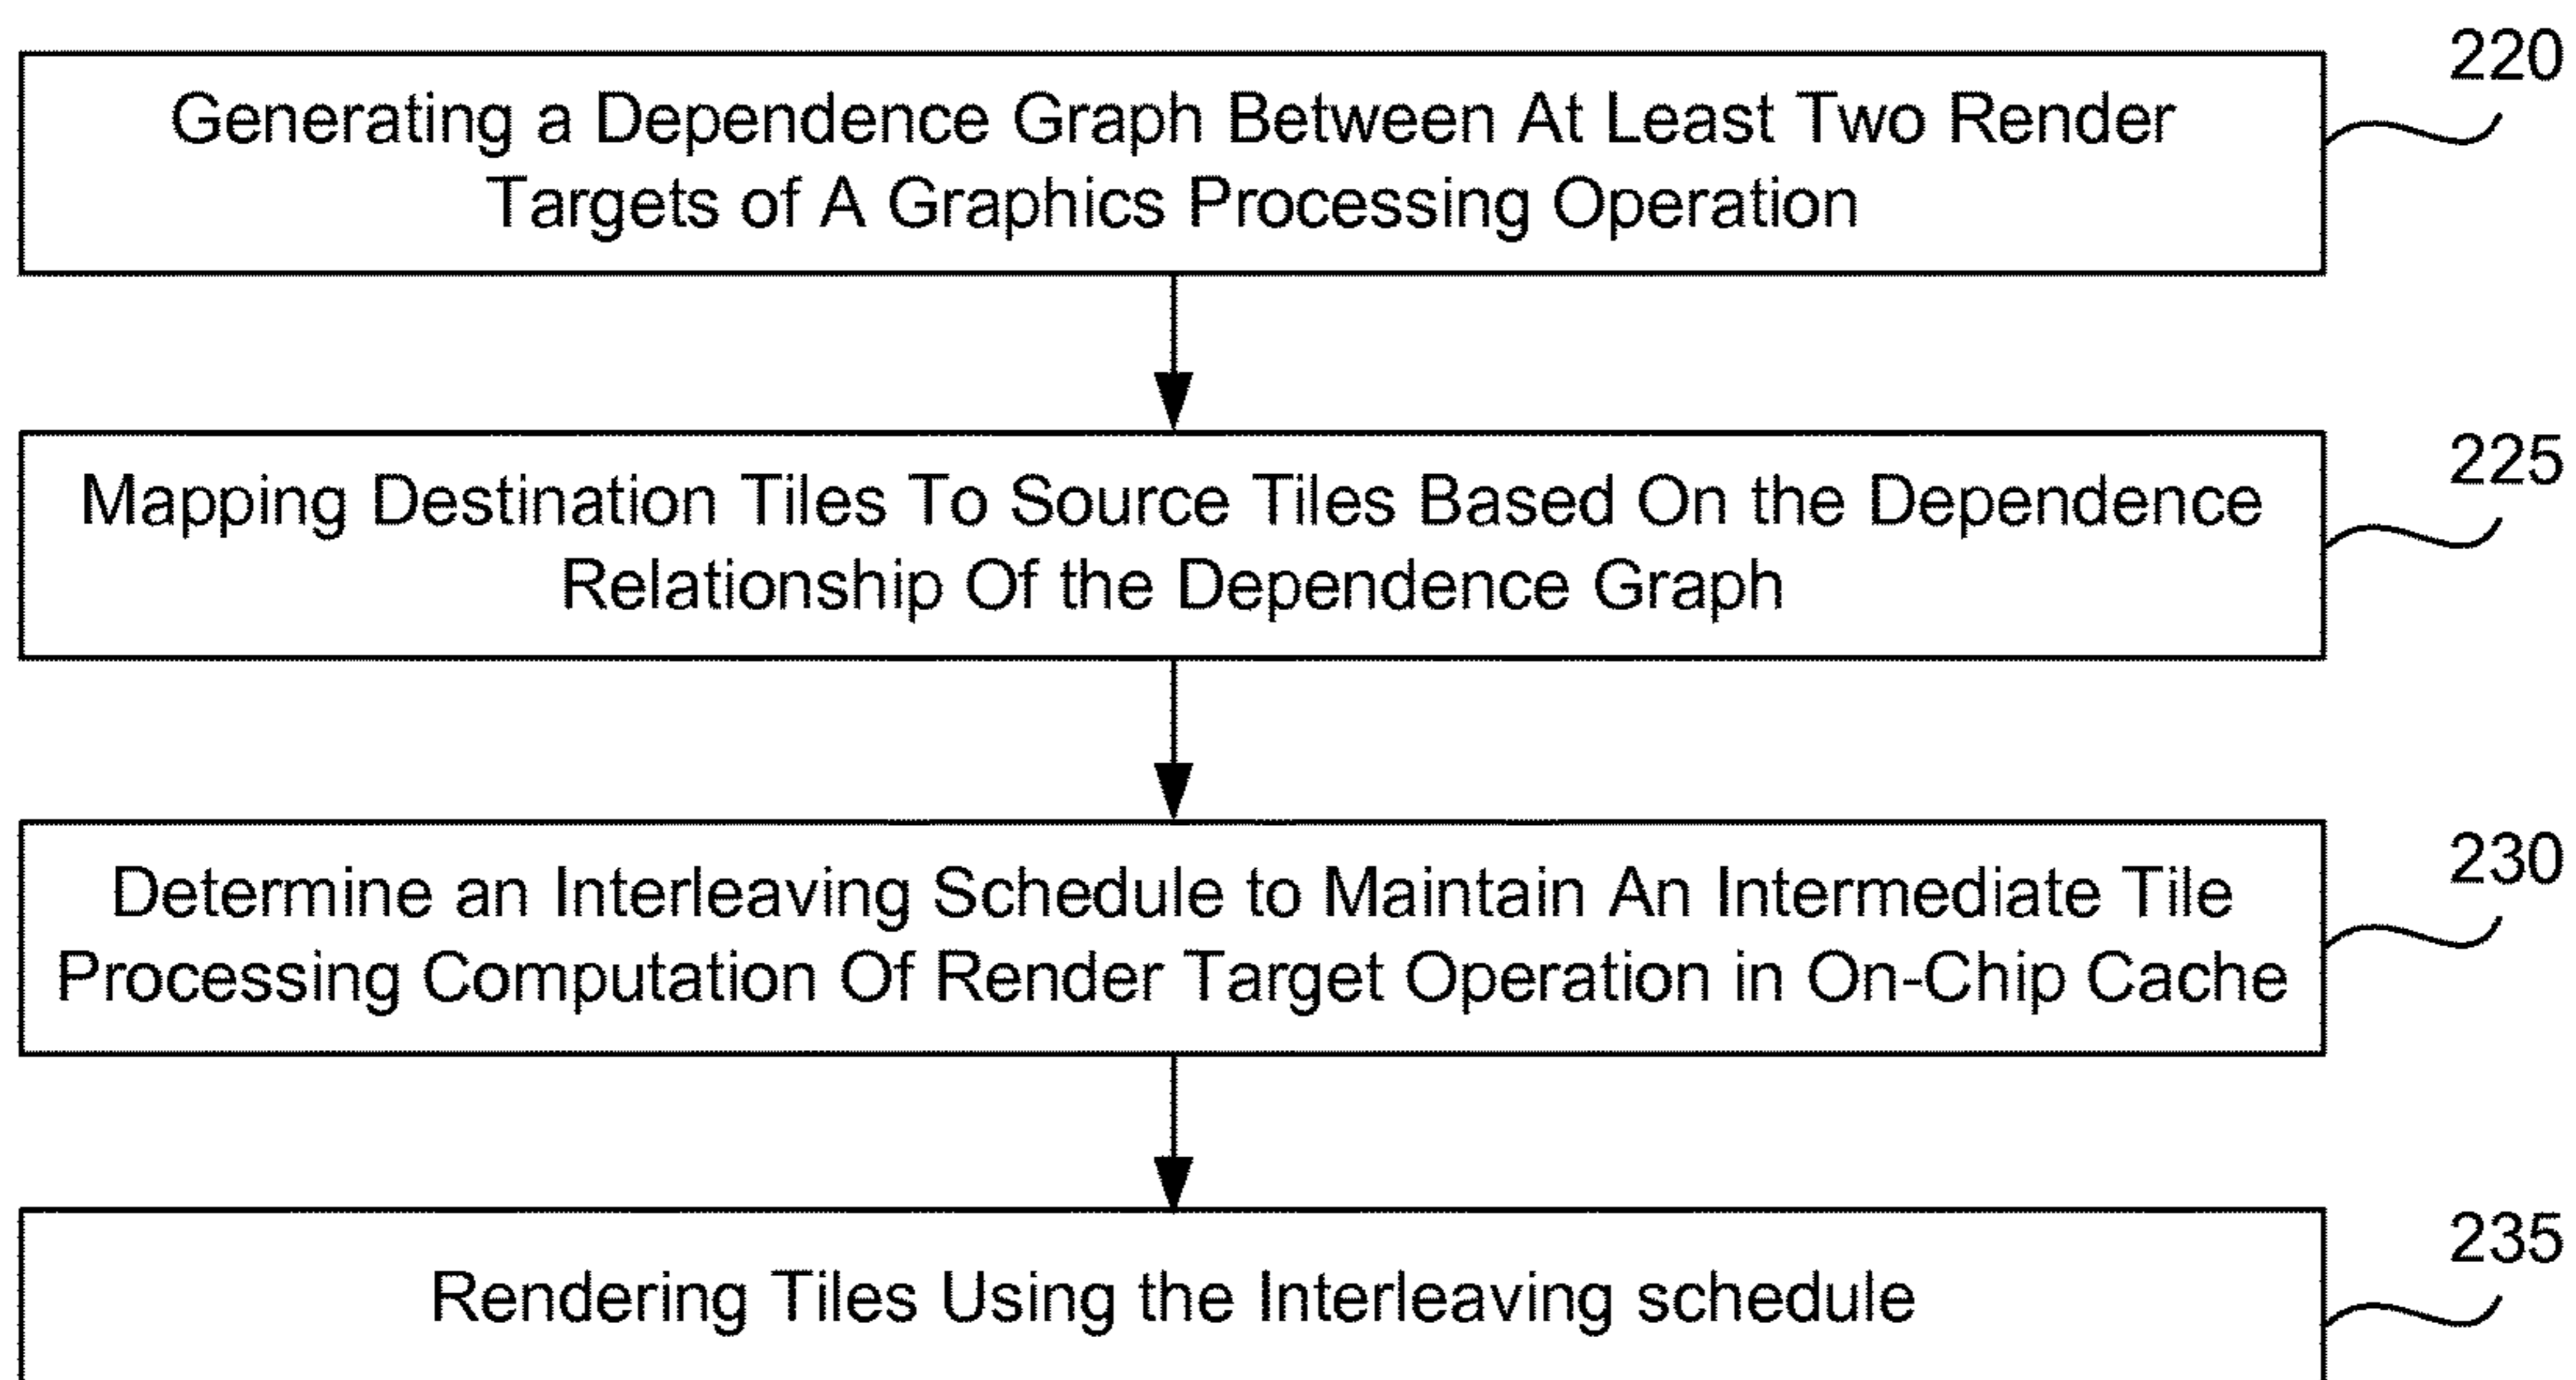 220
Generating a Dependence Graph Between At Least Two Render
Targets of A Graphics Processing Operation
225
Mapping Destination Tiles To Source Tiles Based On the Dependence
Relationship Of the Dependence Graph
230
Determine an Interleaving Schedule to Maintain An Intermediate Tile
Processing Computation Of Render Target Operation in On-Chip Cache
235
Rendering Tiles Using the Interleaving schedule